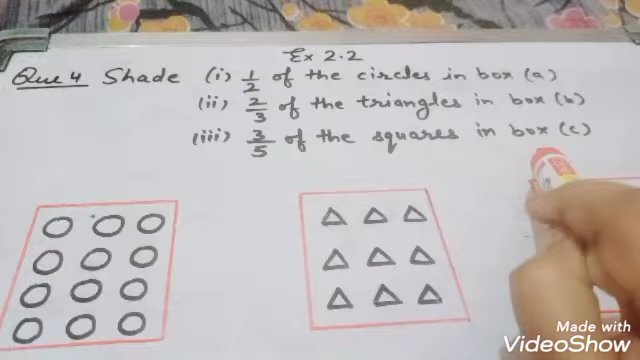 Ex 2.2
Que 4 Shade (i) 1/2 of the circles in box (a)
(ii) 2/3 of the triangles in box (b)
(iii) 3/5 of the squares in box (c)
Made with
VideoShow